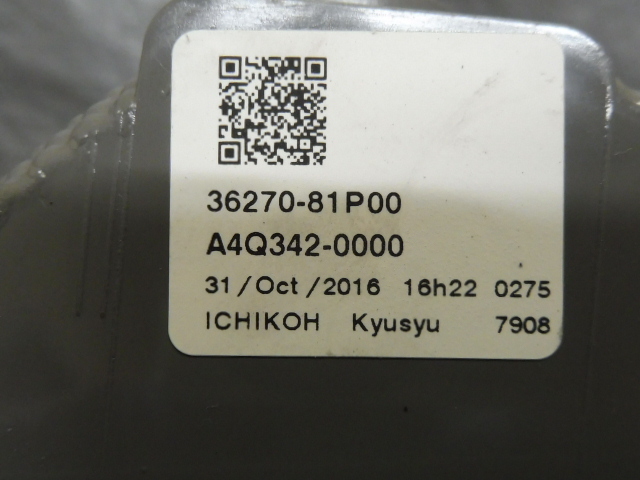 36270-81P00
A4Q342-0000
31/Oct/2016 16h22 0275
ICHIKOH Kyusyu 7908